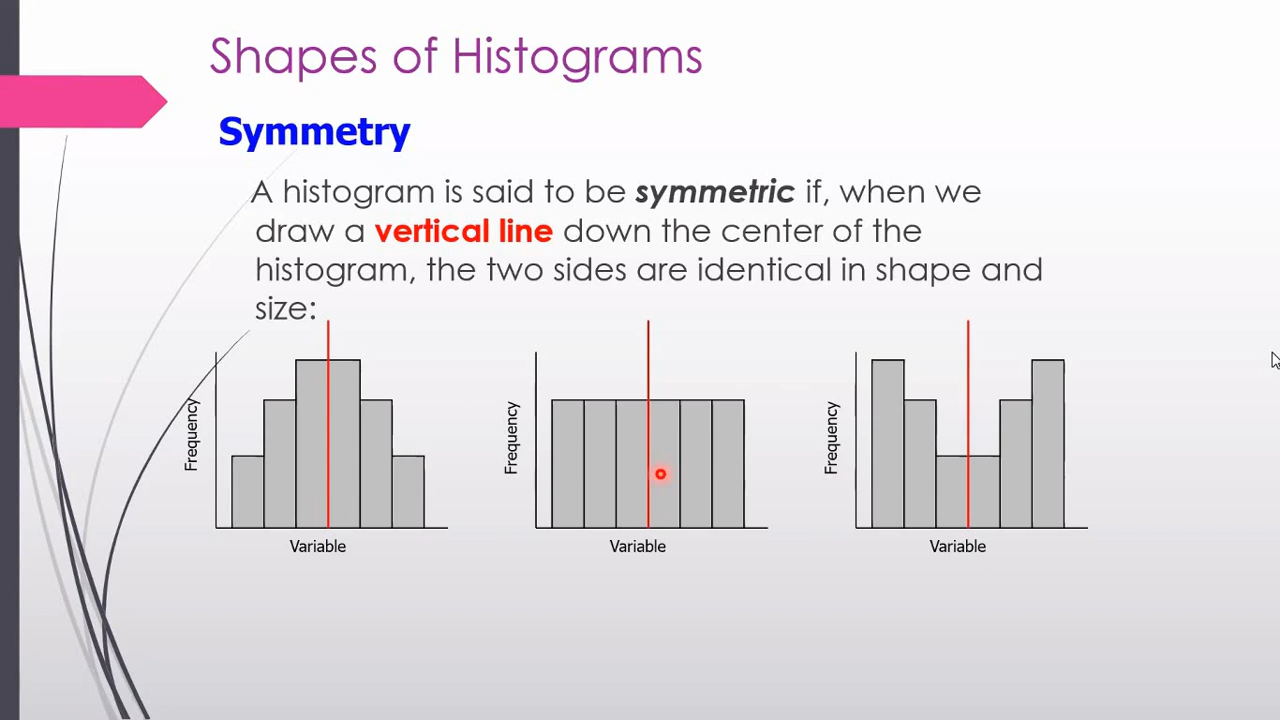 Shapes of Histograms
Symmetry
A histogram is said to be symmetric if, when we
draw a vertical line down the center of the
histogram, the two sides are identical in shape and
size:
Frequency
Variable
Frequency
Variable
Frequency
Variable